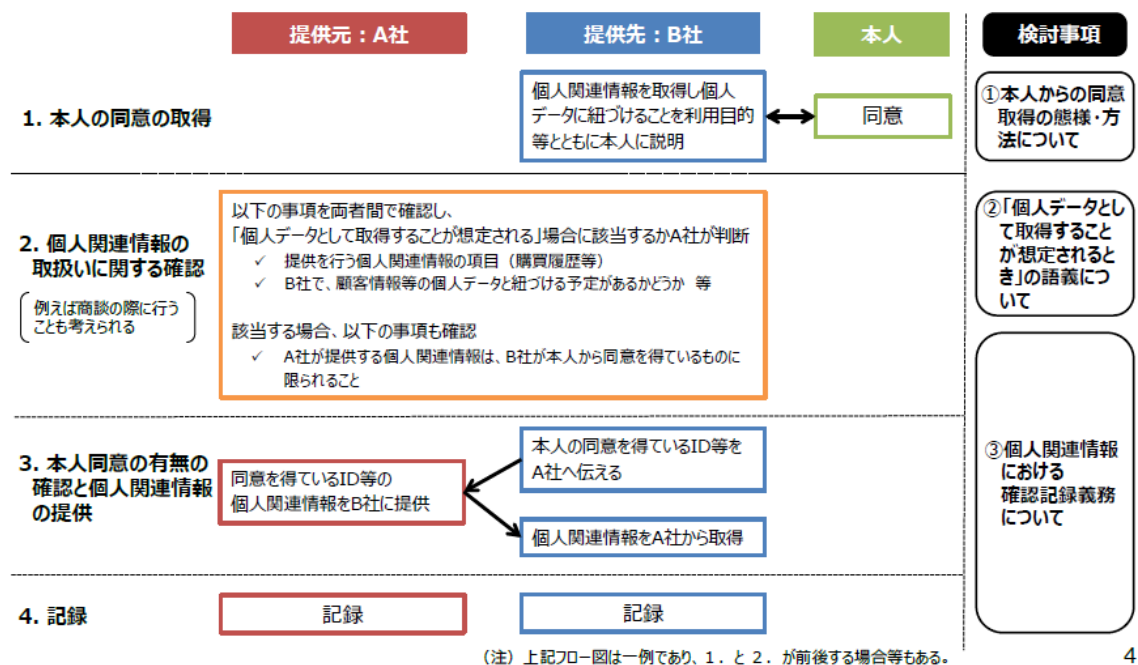 提供元：A社
提供先：B社
本人
検討事項
1. 本人の同意の取得
個人関連情報を取得し個人
データに紐づけることを利用目的
等とともに本人に説明
同意
①本人からの同意
取得の態様・方
法について
2. 個人関連情報の
取扱いに関する確認
例えば商談の際に行う
ことも考えられる
以下の事項を両者間で確認し、
「個人データとして取得することが想定される」場合に該当するかA社が判断
✓ 提供を行う個人関連情報の項目（購買履歴等）
✓ B社で、顧客情報等の個人データと紐づける予定があるかどうか 等
該当する場合、以下の事項も確認
✓ A社が提供する個人関連情報は、B社が本人から同意を得ているものに
限られること
②「個人データとし
て取得すること
が想定されると
き」の語義につ
いて
3. 本人同意の有無の
確認と個人関連情報
の提供
同意を得ているID等の
個人関連情報をB社に提供
本人の同意を得ているID等を
A社へ伝える
個人関連情報をA社から取得
③個人関連情報
における
確認記録義務
について
4. 記録
記録
記録
（注）上記フロー図は一例であり、1．と 2．が前後する場合等もある。
4